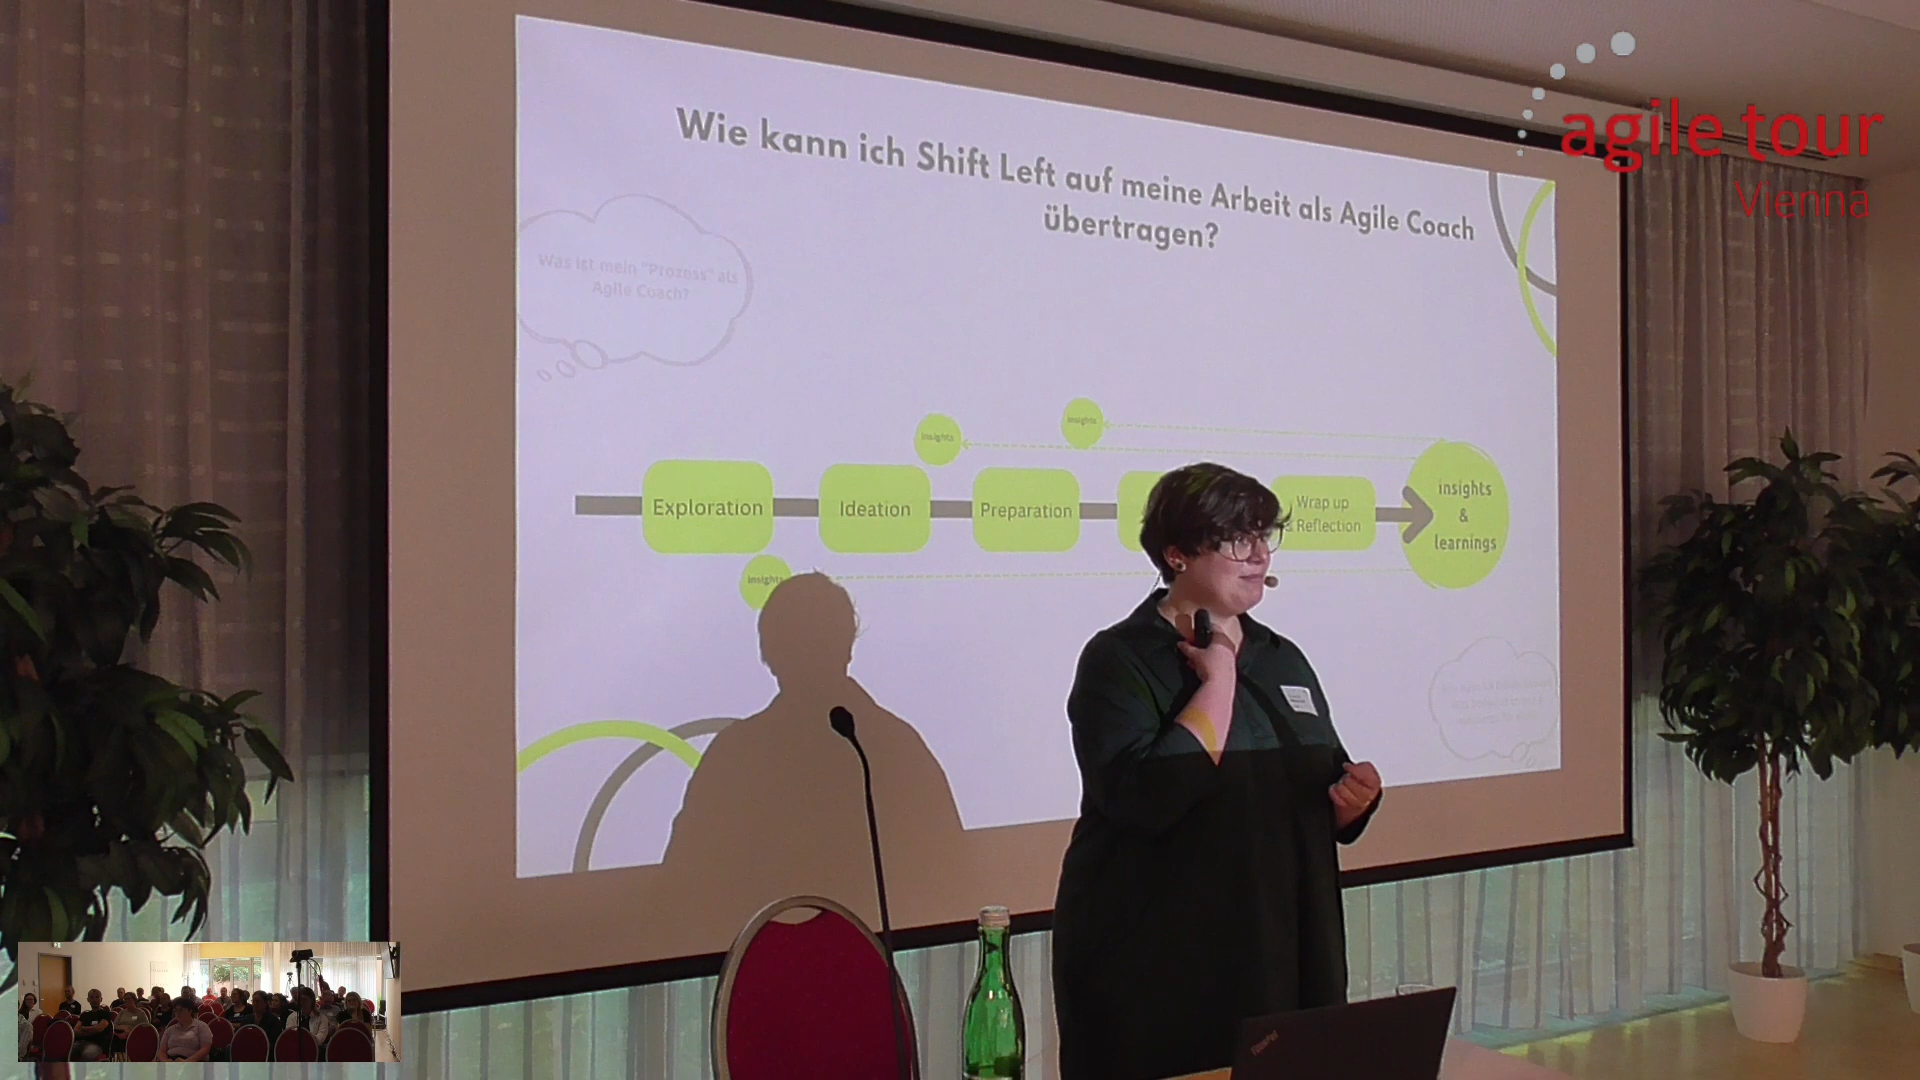 agile tour
Vienna
Wie kann ich Shift Left auf meine Arbeit als Agile Coach
übertragen?
Was ist mein "Prozess" als
Agile Coach?
insights
insights
Exploration
Ideation
Preparation
Wrap up
& Reflection
insights
&
learnings
insights
ThinkPad